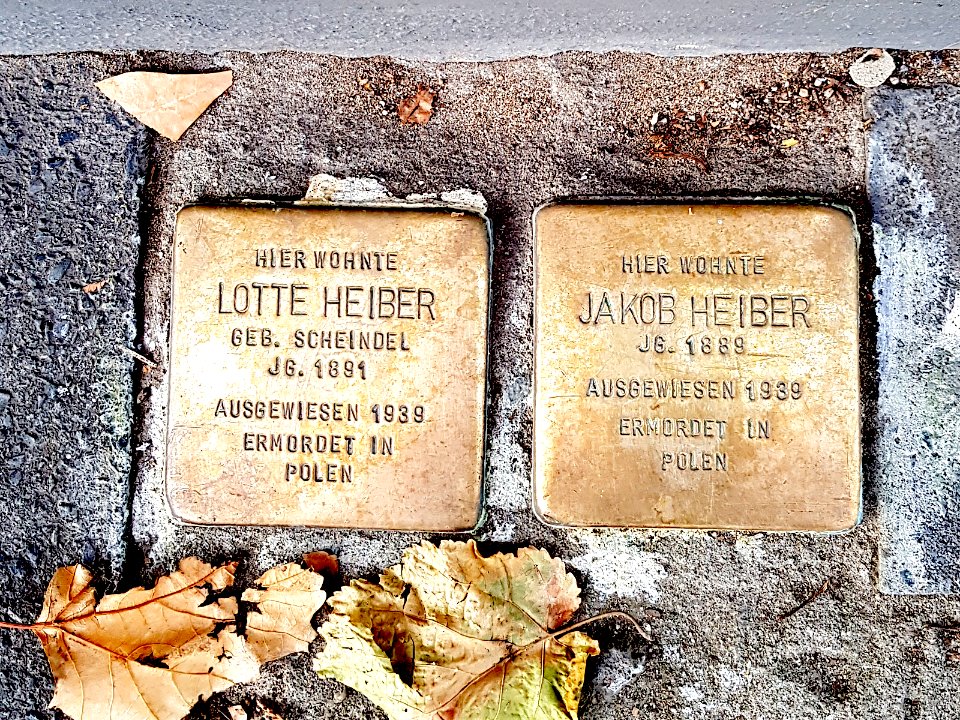 HIER WOHNTE
LOTTE HEIBER
GEB. SCHEINDEL
JG. 1891
AUSGEWIESEN 1939
ERMORDET IN
POLEN
HIER WOHNTE
JAKOB HEIBER
JG. 1889
AUSGEWIESEN 1939
ERMORDET IN
POLEN